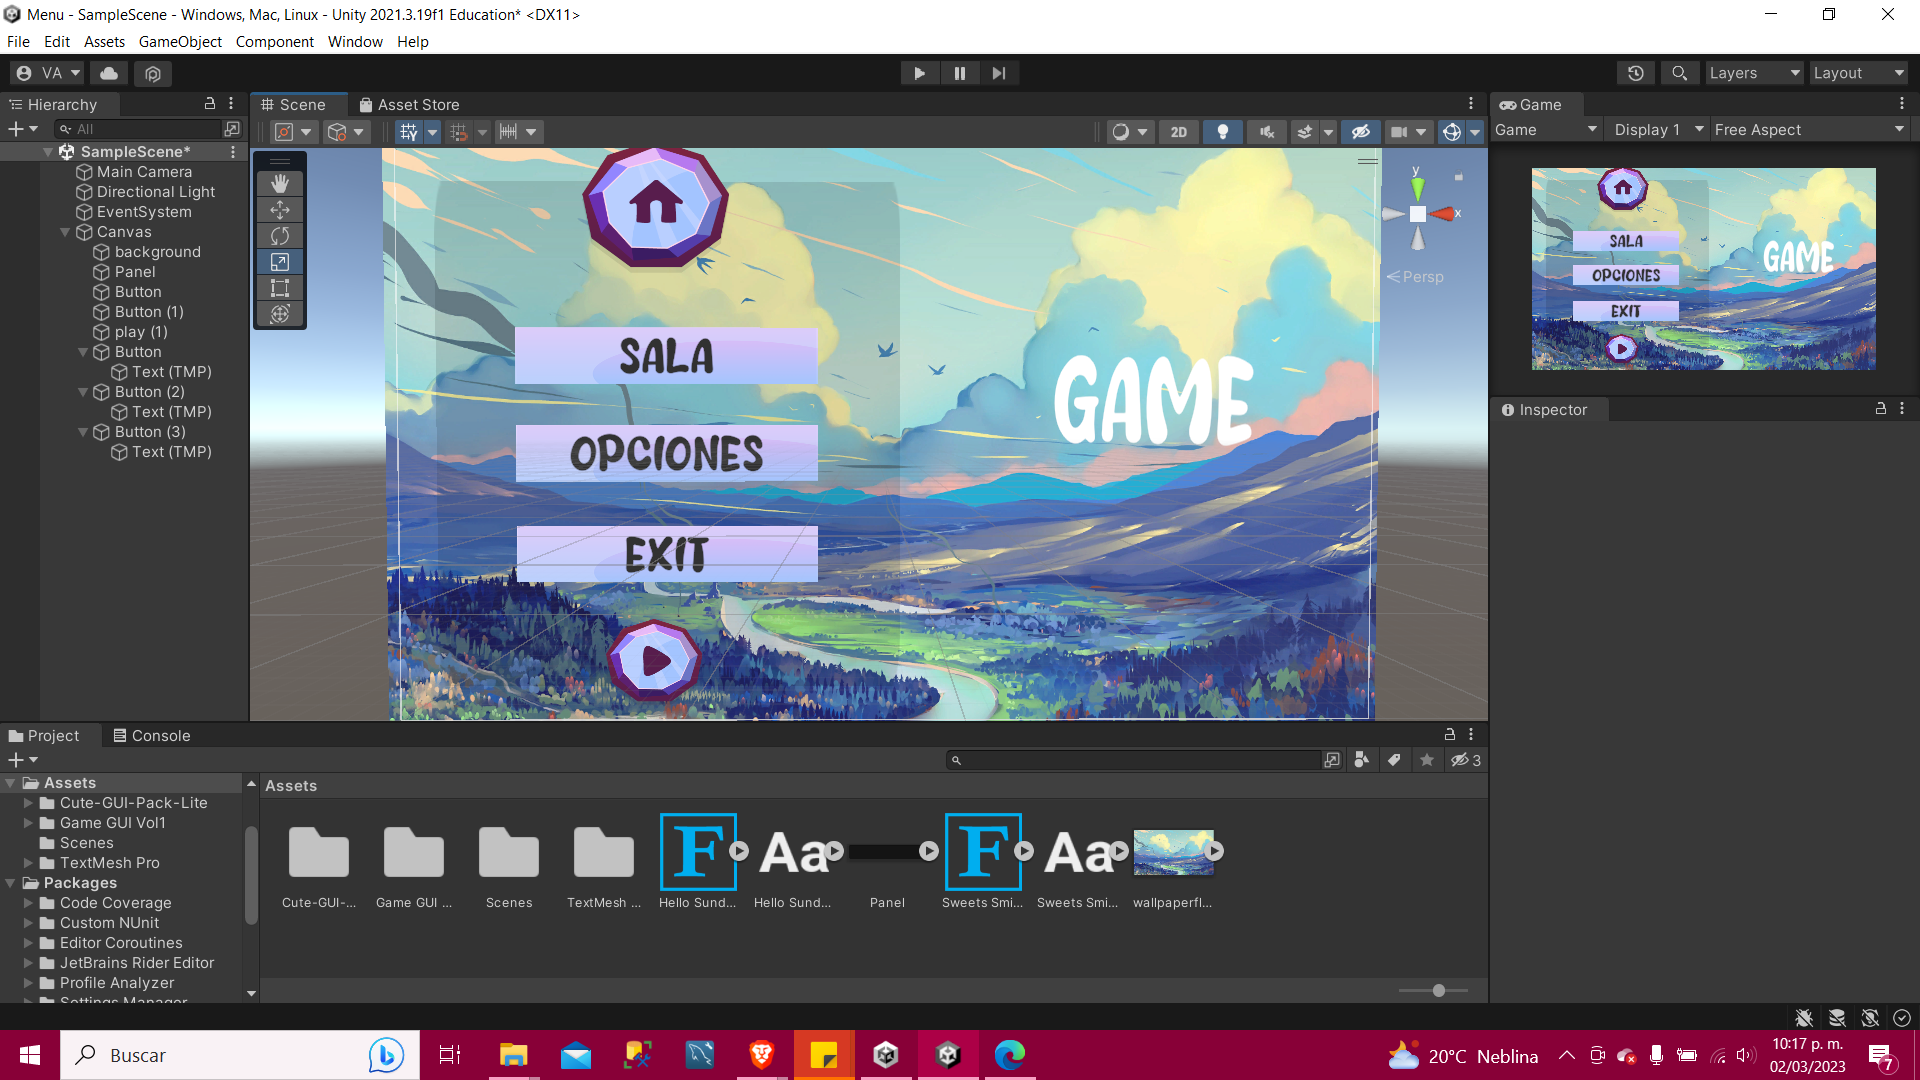 Menu - SampleScene - Windows, Mac, Linux - Unity 2021.3.19f1 Education* <DX11>
File Edit Assets GameObject Component Window Help
VA
Layers
Layout
Hierarchy
All
SampleScene*
Main Camera
Directional Light
EventSystem
Canvas
background
Panel
Button
Button (1)
play (1)
Button
Text (TMP)
Button (2)
Text (TMP)
Button (3)
Text (TMP)
Scene
Asset Store
2D
y
x
Persp
SALA
OPCIONES
EXIT
GAME
Game
Game
Display 1
Free Aspect
SALA
OPCIONES
EXIT
GAME
Inspector
Project
Console
3
Assets
Cute-GUI-Pack-Lite
Game GUI Vol1
Scenes
TextMesh Pro
Packages
Code Coverage
Custom NUnit
Editor Coroutines
JetBrains Rider Editor
Profile Analyzer
Settings Manager
Assets
F Aa F Aa
Cute-GUI-... Game GUI ... Scenes TextMesh ... Hello Sund... Hello Sund... Panel Sweets Smi... Sweets Smi... wallpaperfl...
Buscar
20°C Neblina
10:17 p. m.
02/03/2023
7